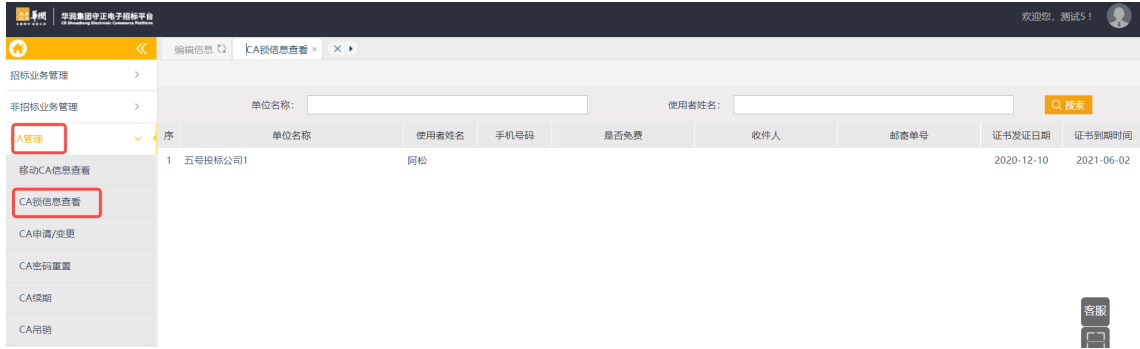 华润集团守正电子招标平台
欢迎您，测试5！
编辑信息 CA锁信息查看 × × ▸
招标业务管理
非招标业务管理
CA管理
移动CA信息查看
CA锁信息查看
CA申请/变更
CA密码重置
CA续期
CA吊销
单位名称： 使用者姓名： 搜索
序 单位名称 使用者姓名 手机号码 是否免费 收件人 邮寄单号 证书发证日期 证书到期时间
1 五号投标公司1 阿松 2020-12-10 2021-06-02
客服